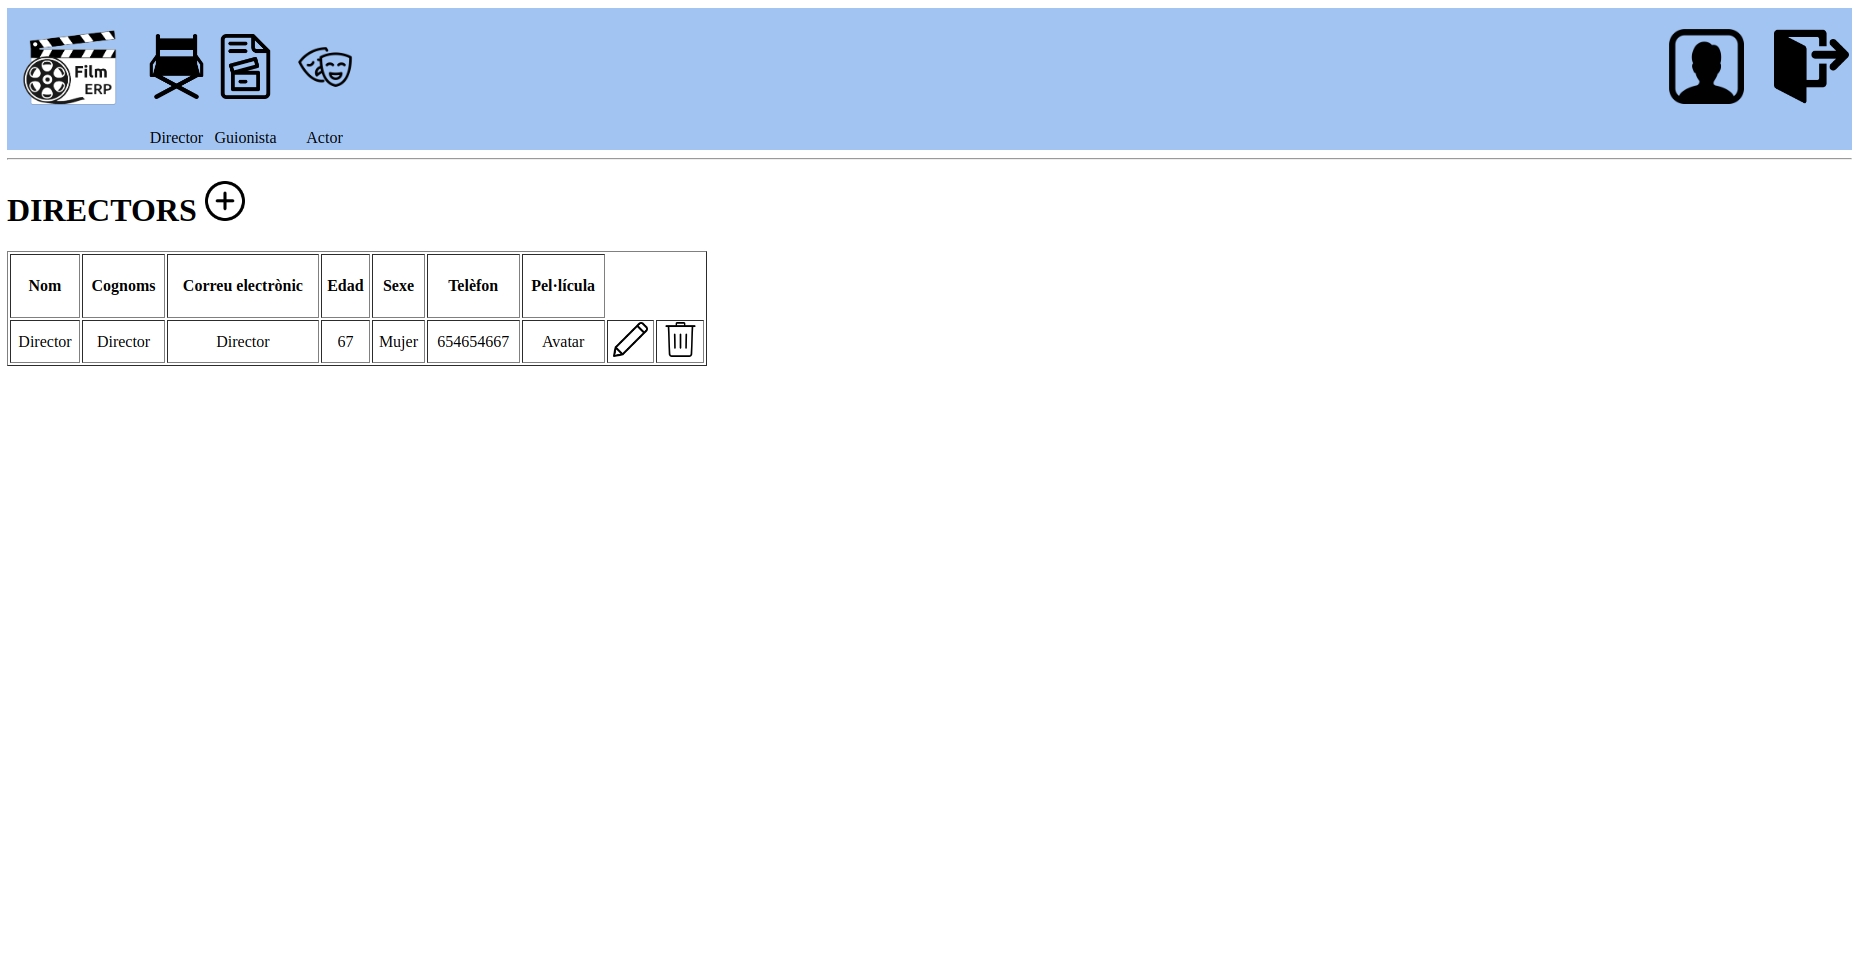 Film
ERP
Director Guionista Actor
DIRECTORS
Nom Cognoms Correu electrònic Edad Sexe Telèfon Pel·lícula
Director Director Director 67 Mujer 654654667 Avatar